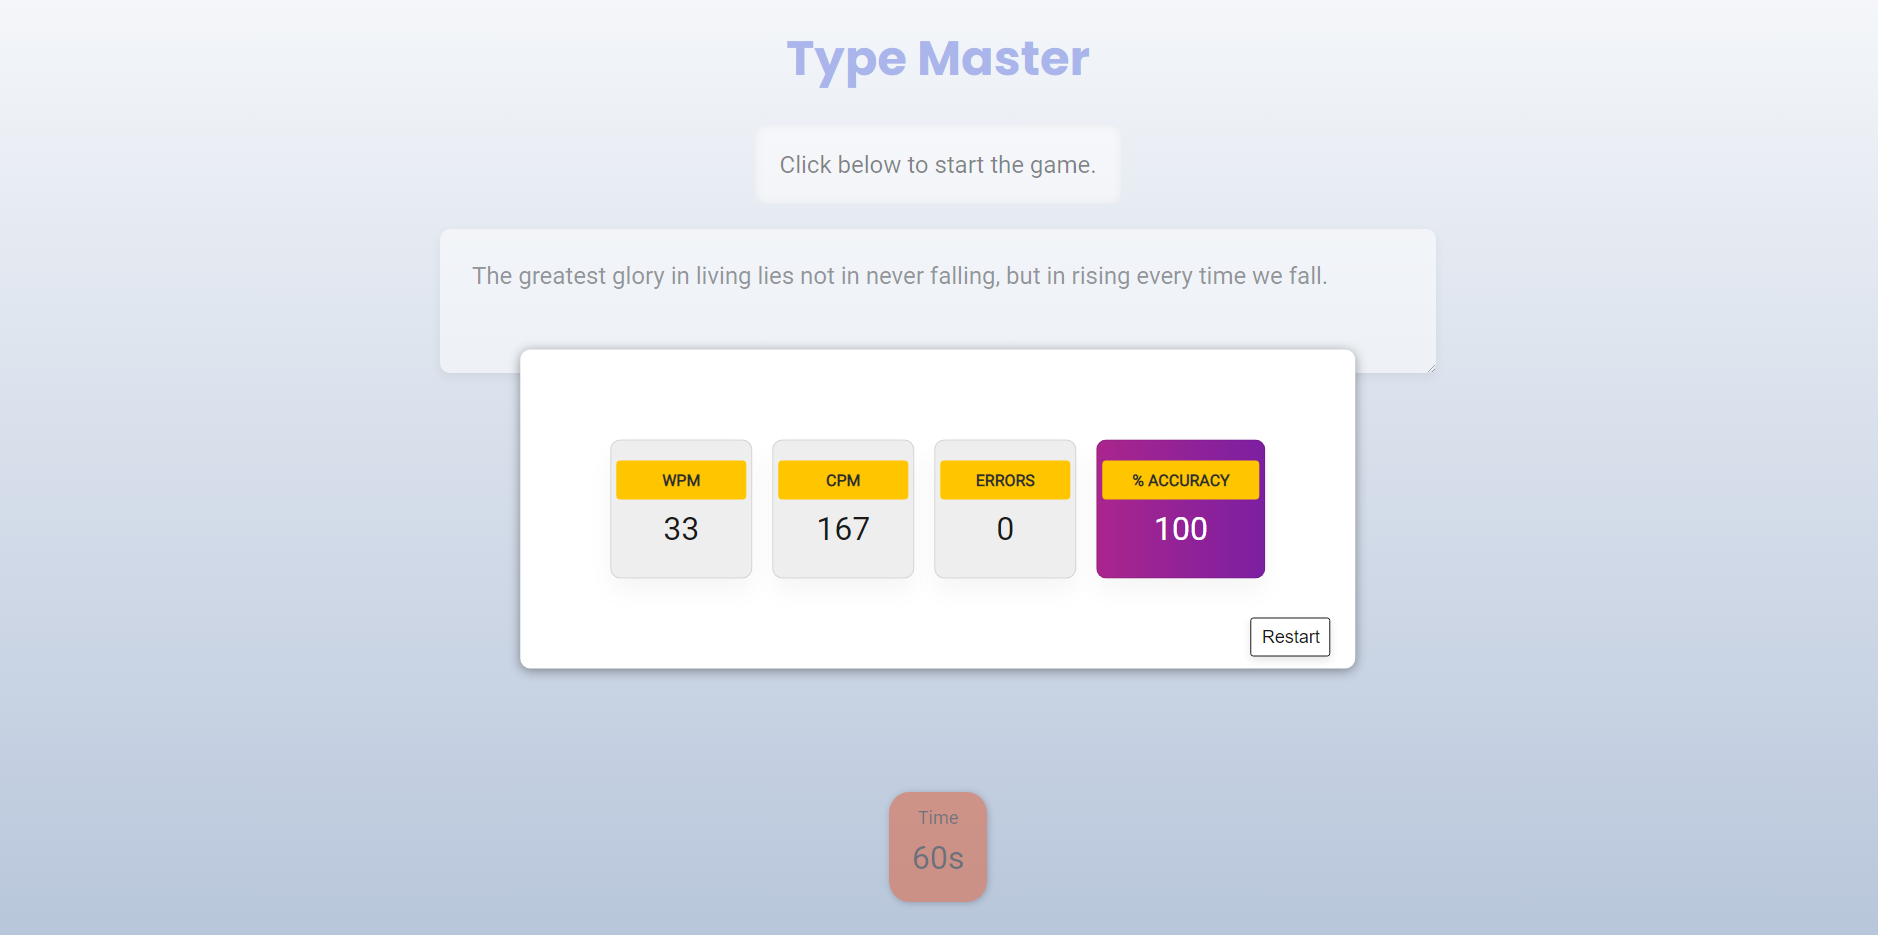 Type Master
Click below to start the game.
The greatest glory in living lies not in never falling, but in rising every time we fall.
WPM
33
CPM
167
ERRORS
0
% ACCURACY
100
Restart
Time
60s